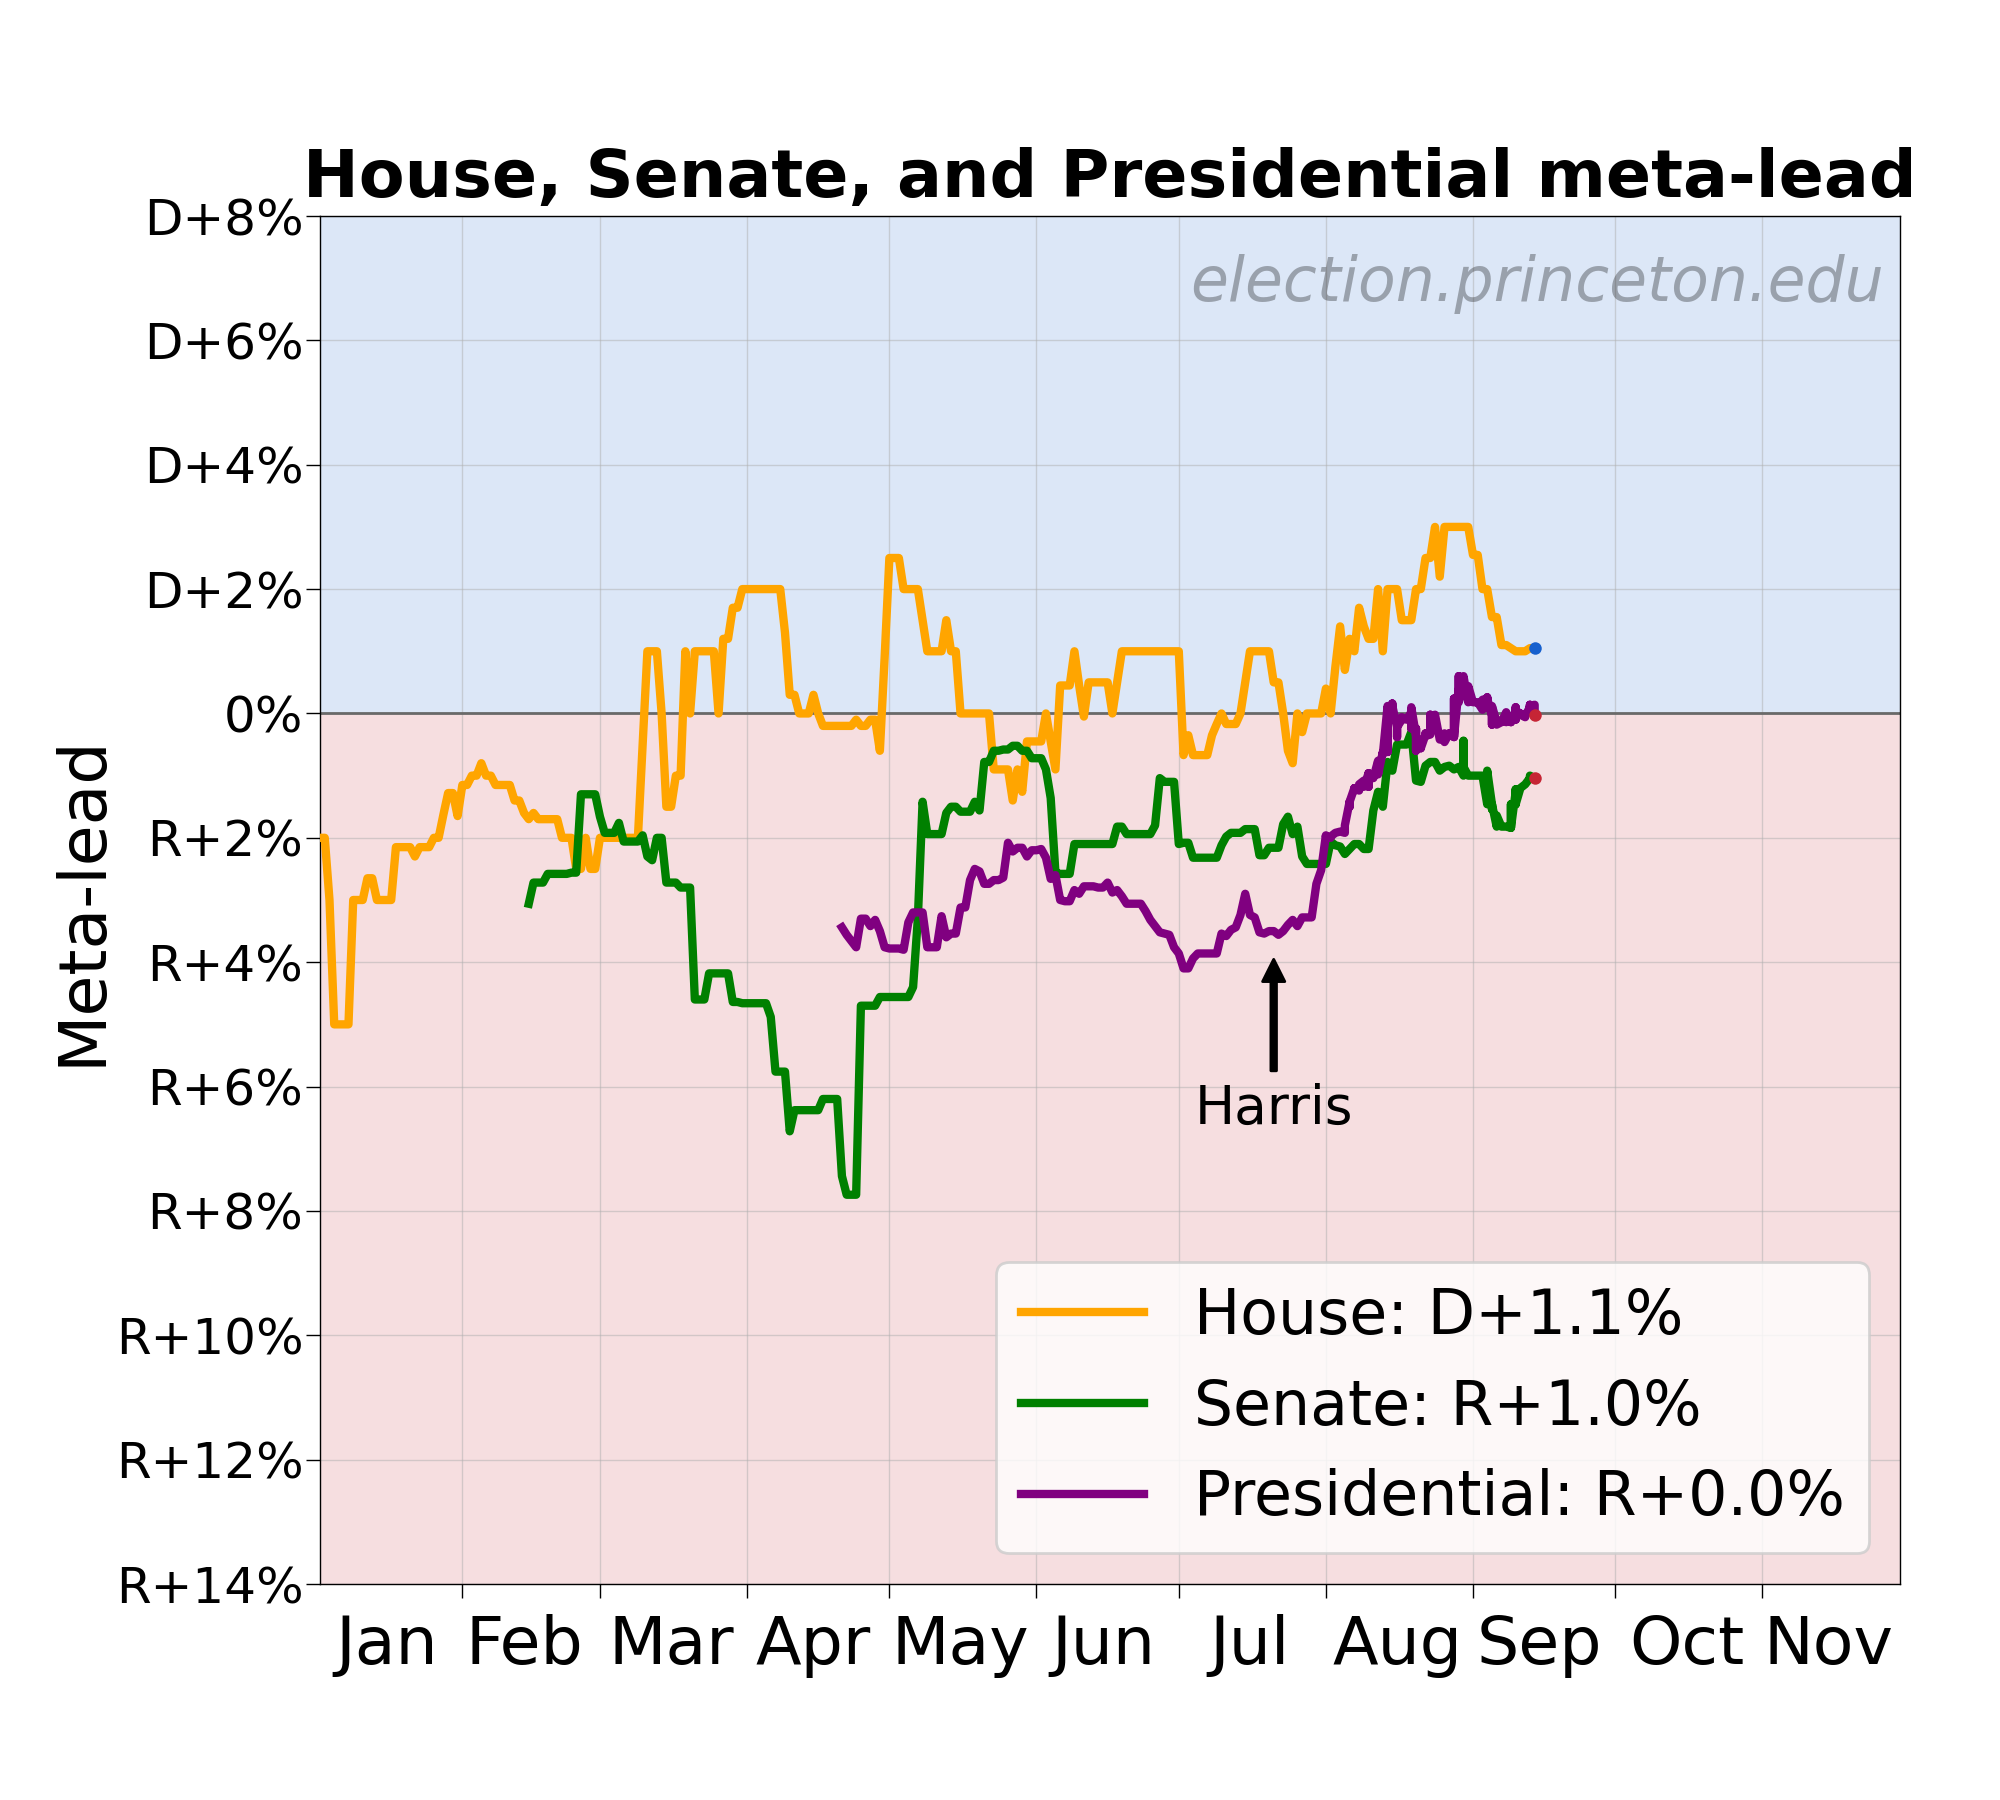 House, Senate, and Presidential meta-lead
election.princeton.edu
D+8%
D+6%
D+4%
D+2%
0%
R+2%
R+4%
R+6%
R+8%
R+10%
R+12%
R+14%
Meta-lead
Harris
House: D+1.1%
Senate: R+1.0%
Presidential: R+0.0%
Jan Feb Mar Apr May Jun Jul Aug Sep Oct Nov